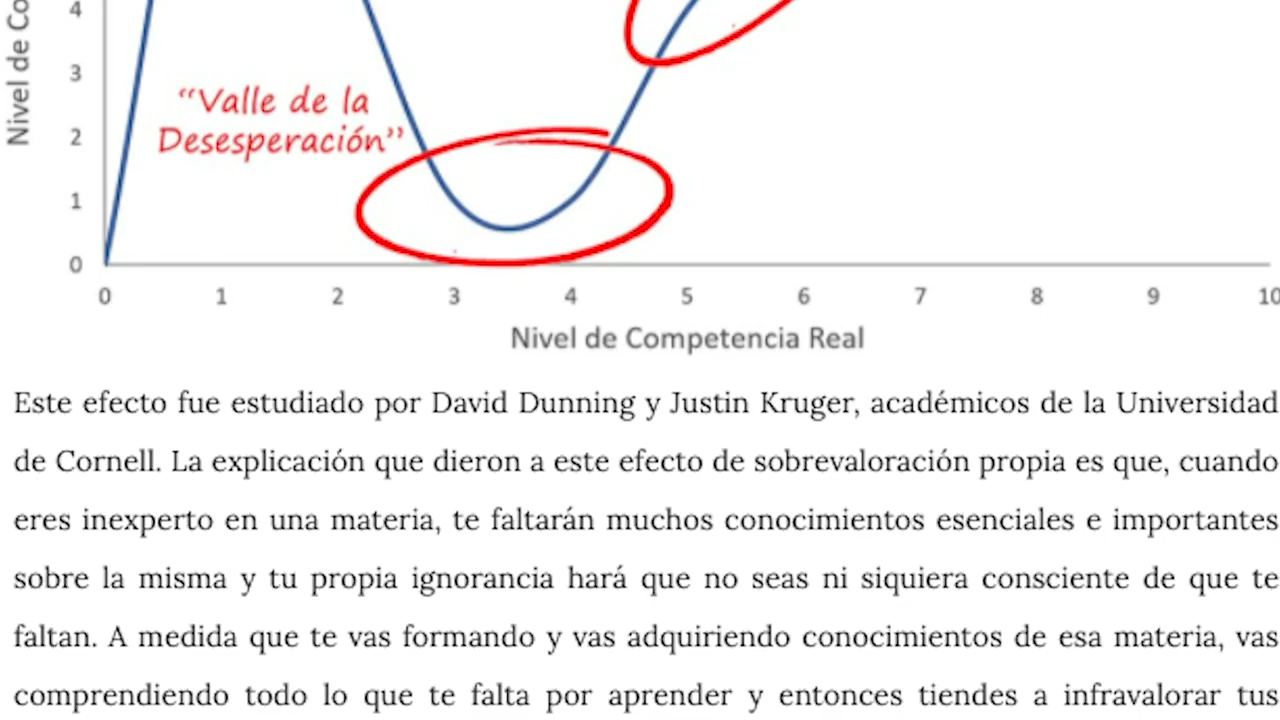 4
Nivel de Co
3
"Valle de la
Desesperación"
2
1
0
0 1 2 3 4 5 6 7 8 9 10
Nivel de Competencia Real
Este efecto fue estudiado por David Dunning y Justin Kruger, académicos de la Universidad
de Cornell. La explicación que dieron a este efecto de sobrevaloración propia es que, cuando
eres inexperto en una materia, te faltarán muchos conocimientos esenciales e importantes
sobre la misma y tu propia ignorancia hará que no seas ni siquiera consciente de que te
faltan. A medida que te vas formando y vas adquiriendo conocimientos de esa materia, vas
comprendiendo todo lo que te falta por aprender y entonces tiendes a infravalorar tus